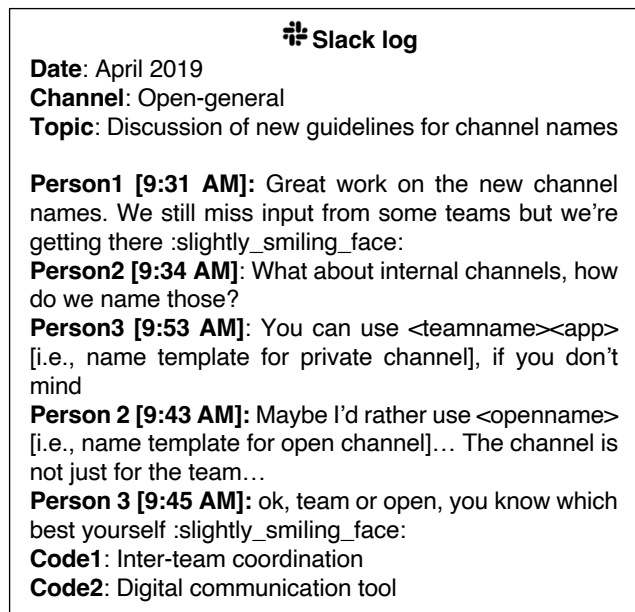 Slack log
Date: April 2019
Channel: Open-general
Topic: Discussion of new guidelines for channel names
Person1 [9:31 AM]: Great work on the new channel
names. We still miss input from some teams but we're
getting there :slightly_smiling_face:
Person2 [9:34 AM]: What about internal channels, how
do we name those?
Person3 [9:53 AM]: You can use <teamname><app>
[i.e., name template for private channel], if you don't
mind
Person 2 [9:43 AM]: Maybe I'd rather use <openname>
[i.e., name template for open channel]… The channel is
not just for the team…
Person 3 [9:45 AM]: ok, team or open, you know which
best yourself :slightly_smiling_face:
Code1: Inter-team coordination
Code2: Digital communication tool